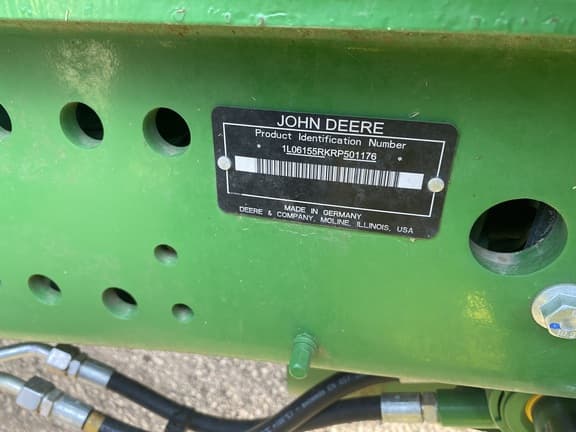 JOHN DEERE
Product Identification Number
* 1L06155RKRP501176 *
MADE IN GERMANY
DEERE & COMPANY, MOLINE, ILLINOIS, USA